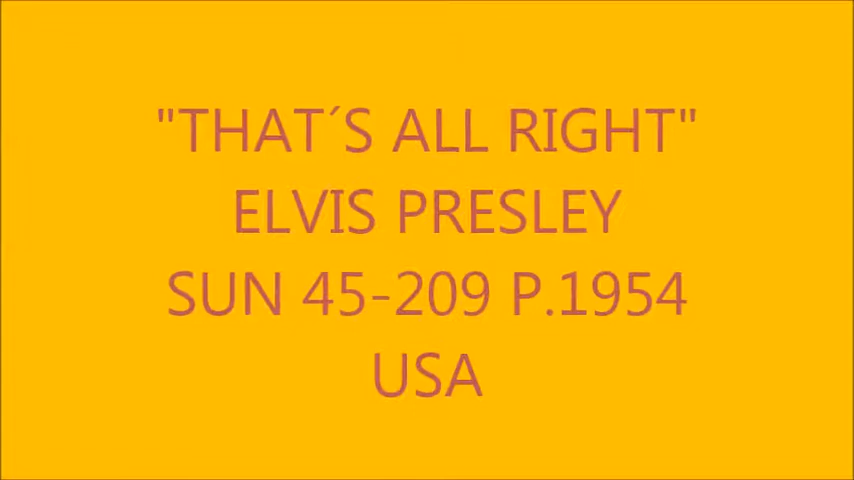 "THAT´S ALL RIGHT"
ELVIS PRESLEY
SUN 45-209 P.1954
USA